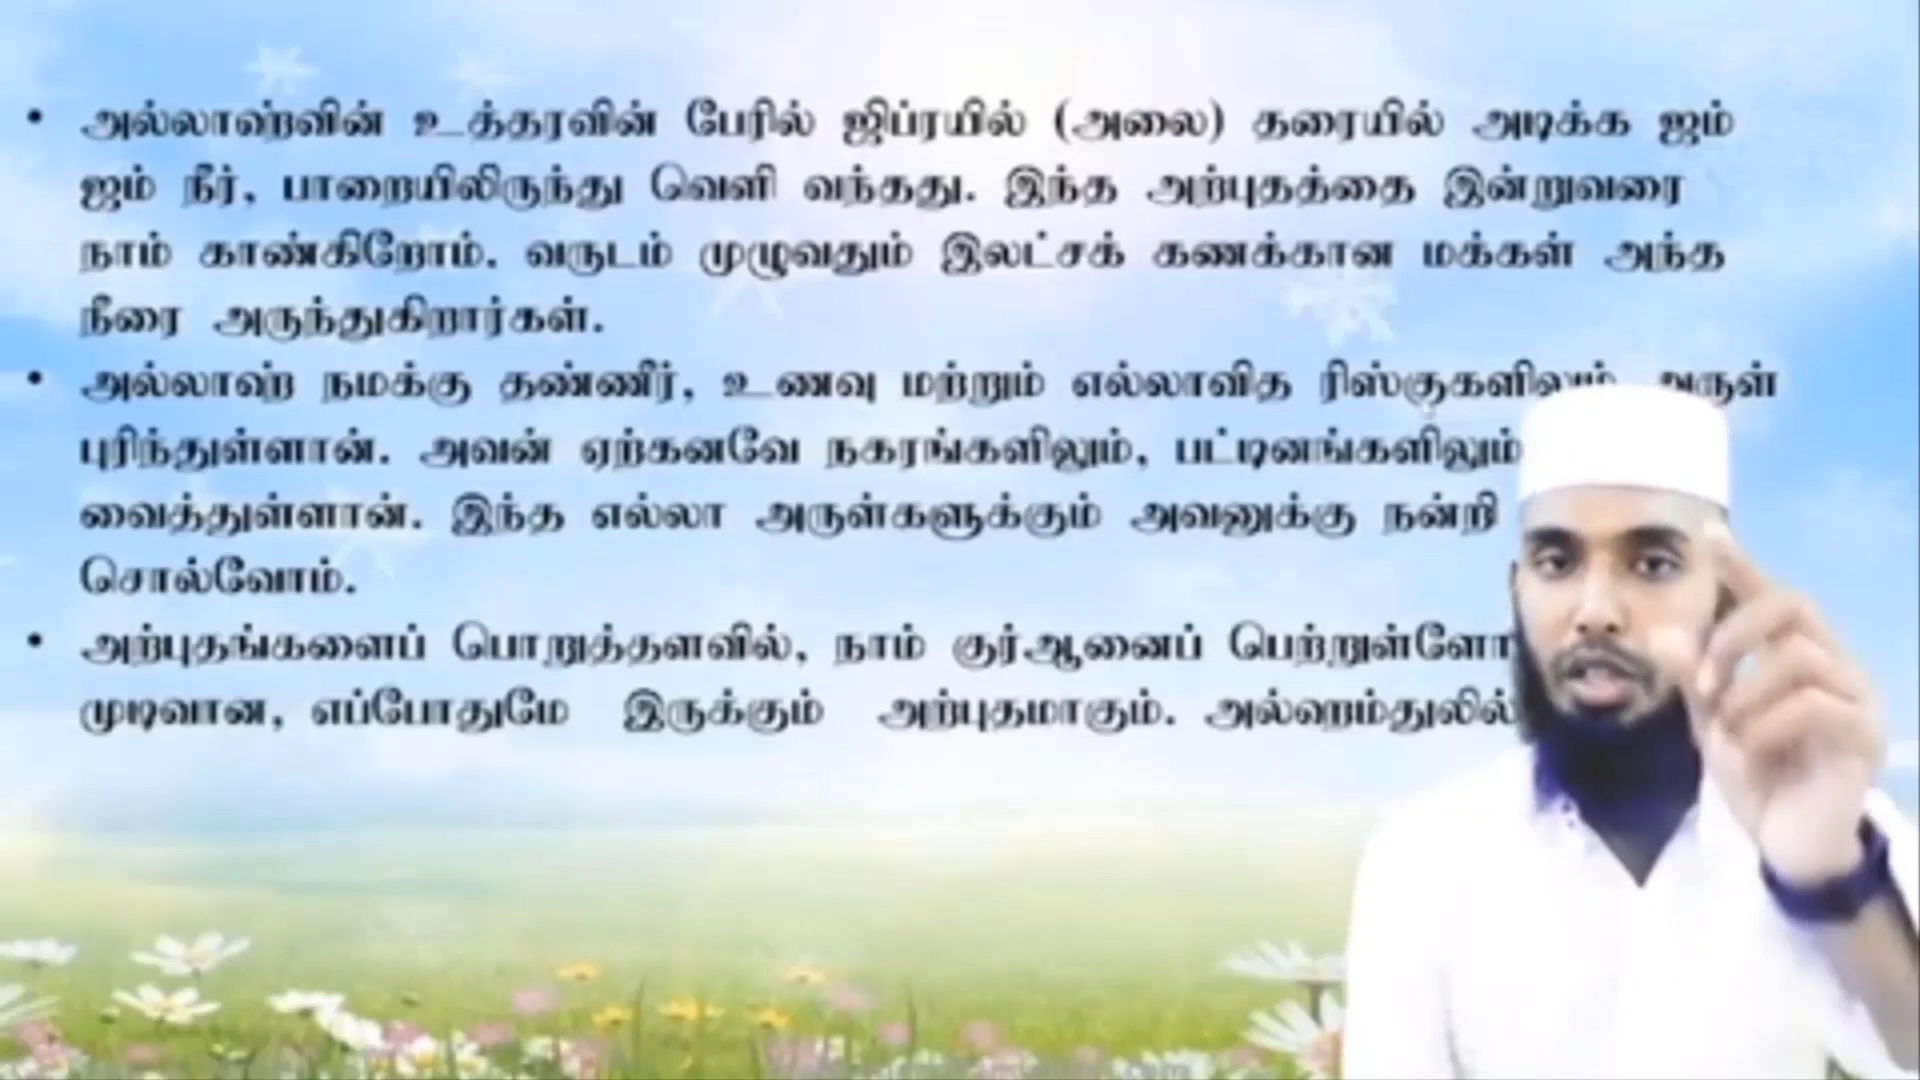 • அல்லாஹ்வின் உத்தரவின் பேரில் ஜிப்ரயில் (அலை) தரையில் அடிக்க ஜம்
ஜம் நீர், பாறையிலிருந்து வெளி வந்தது. இந்த அற்புதத்தை இன்றுவரை
நாம் காண்கிறோம். வருடம் முழுவதும் இலட்சக் கணக்கான மக்கள் அந்த
நீரை அருந்துகிறார்கள்.
• அல்லாஹ் நமக்கு தண்ணீர், உணவு மற்றும் எல்லாவித ரிஸ்குகளிலும் அருள்
புரிந்துள்ளான். அவன் ஏற்கனவே நகரங்களிலும், பட்டினங்களிலும்
வைத்துள்ளான். இந்த எல்லா அருள்களுக்கும் அவனுக்கு நன்றி
சொல்வோம்.
• அற்புதங்களைப் பொறுத்தளவில், நாம் குர்ஆனைப்
முடிவான, எப்போதுமே இருக்கும் அற்புதமாகும்.